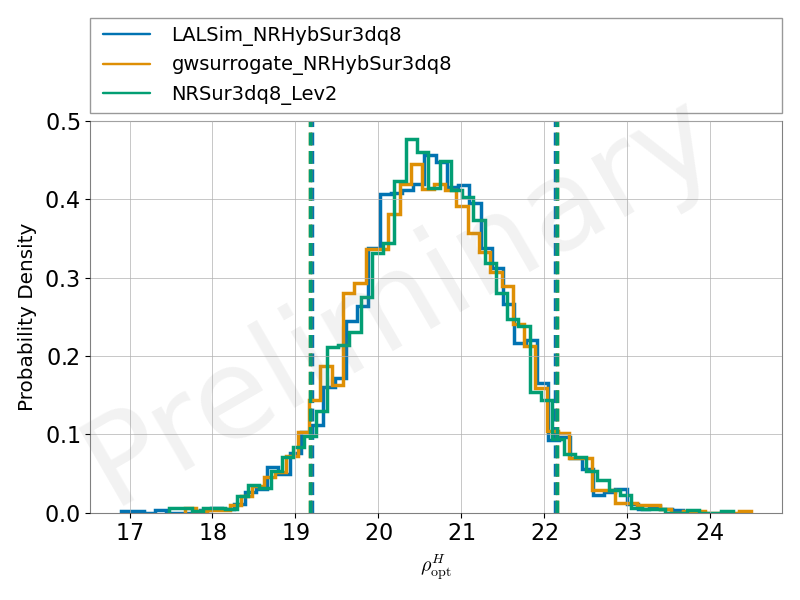 LALSim_NRHybSur3dq8
gwsurrogate_NRHybSur3dq8
NRSur3dq8_Lev2
Preliminary
Probability Density
0.5
0.4
0.3
0.2
0.1
0.0
17 18 19 20 21 22 23 24
ρ^H_opt